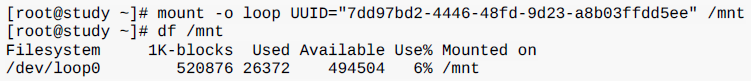 [root@study ~]# mount -o loop UUID="7dd97bd2-4446-48fd-9d23-a8b03ffdd5ee" /mnt
[root@study ~]# df /mnt
Filesystem     1K-blocks  Used Available Use% Mounted on
/dev/loop0        520876 26372    494504   6% /mnt